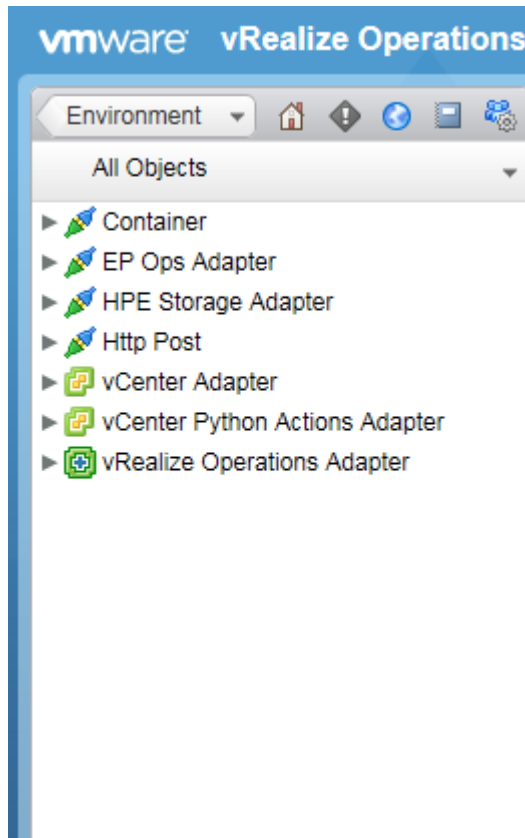 vmware vRealize Operations
Environment
All Objects
Container
EP Ops Adapter
HPE Storage Adapter
Http Post
vCenter Adapter
vCenter Python Actions Adapter
vRealize Operations Adapter